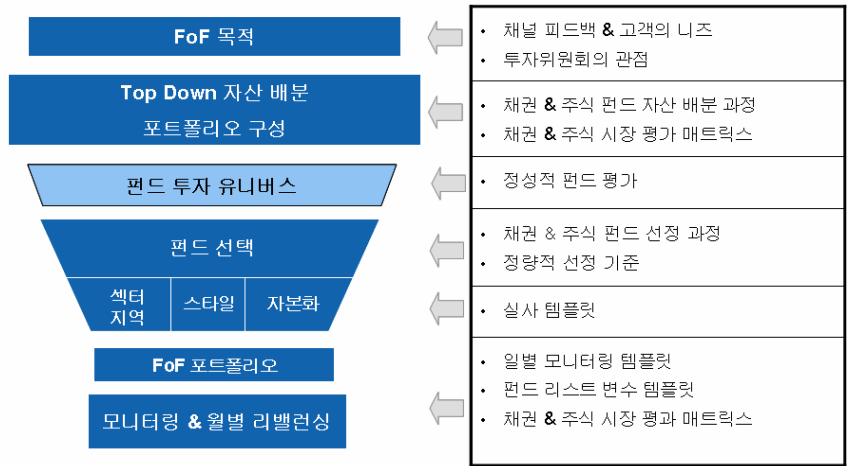 FoF 목적
• 채널 피드백 & 고객의 니즈
• 투자위원회의 관점
Top Down 자산 배분
포트폴리오 구성
• 채권 & 주식 펀드 자산 배분 과정
• 채권 & 주식 시장 평가 매트릭스
펀드 투자 유니버스
• 정성적 펀드 평가
펀드 선택
• 채권 & 주식 펀드 선정 과정
• 정량적 선정 기준
섹터
지역
스타일
자본화
• 실사 템플릿
FoF 포트폴리오
모니터링 & 월별 리밸런싱
• 일별 모니터링 템플릿
• 펀드 리스트 변수 템플릿
• 채권 & 주식 시장 평과 매트릭스